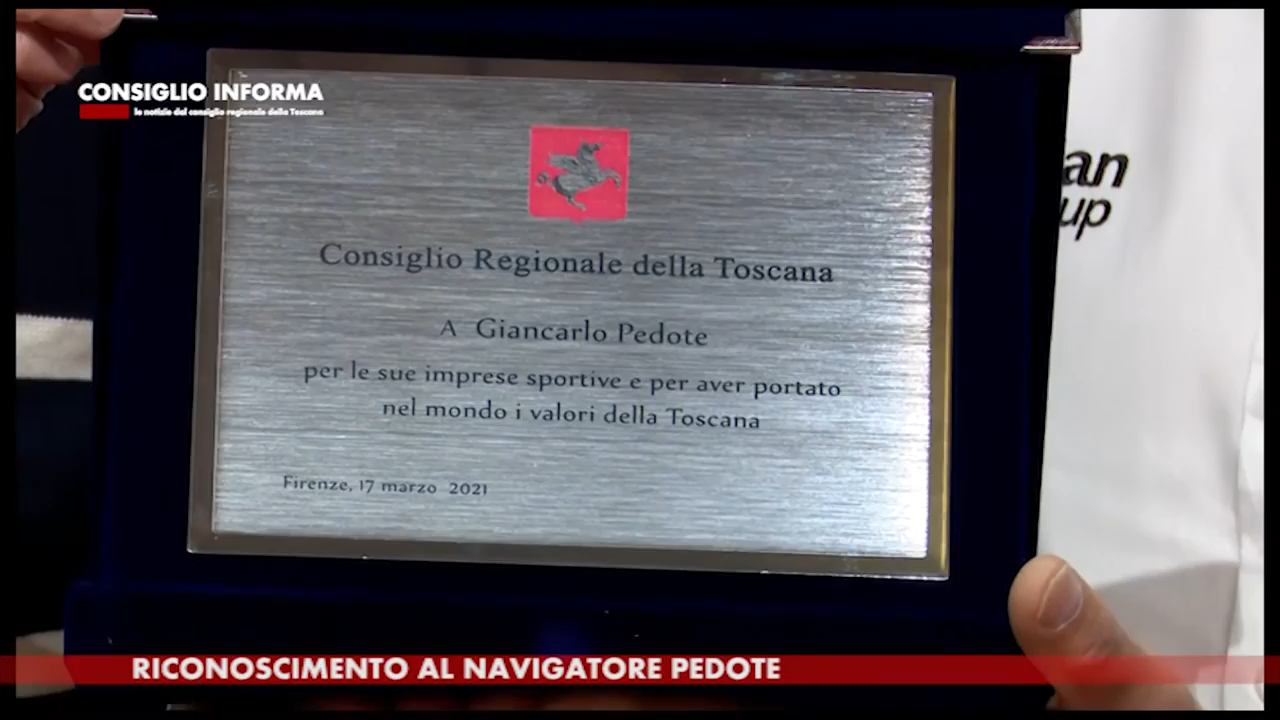 CONSIGLIO INFORMA
le notizie del consiglio regionale della Toscana
an
up
Consiglio Regionale della Toscana
A Giancarlo Pedote
per le sue imprese sportive e per aver portato
nel mondo i valori della Toscana
Firenze, 17 marzo 2021
RICONOSCIMENTO AL NAVIGATORE PEDOTE